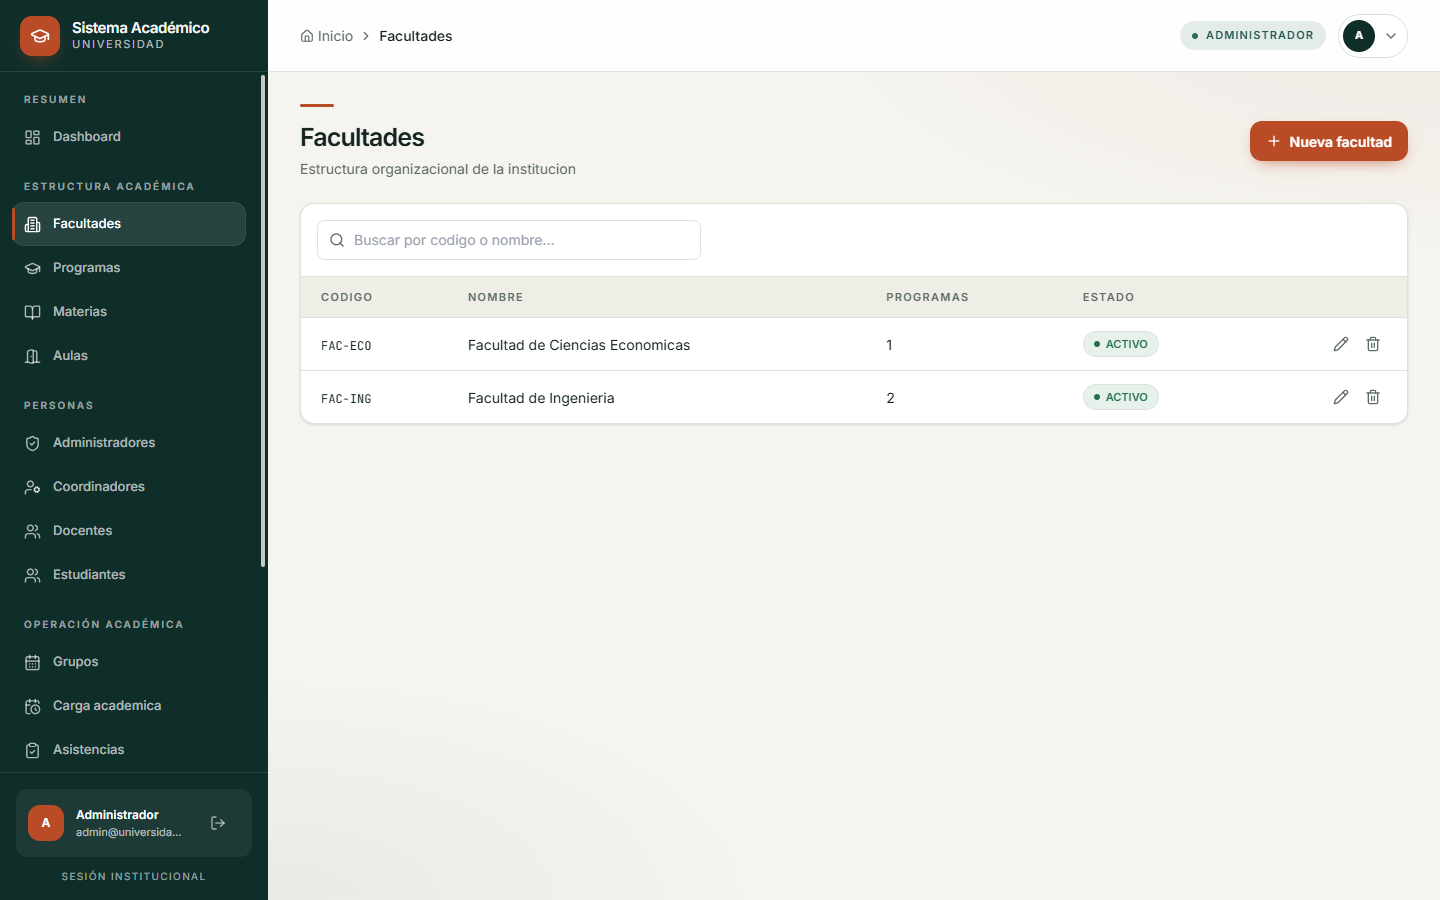 Sistema Académico
UNIVERSIDAD
RESUMEN
Dashboard
ESTRUCTURA ACADÉMICA
Facultades
Programas
Materias
Aulas
PERSONAS
Administradores
Coordinadores
Docentes
Estudiantes
OPERACIÓN ACADÉMICA
Grupos
Carga academica
Asistencias
A
Administrador
admin@universida...
SESIÓN INSTITUCIONAL
Inicio > Facultades
ADMINISTRADOR
A
Facultades
Estructura organizacional de la institucion
+ Nueva facultad
Buscar por codigo o nombre...
CODIGO NOMBRE PROGRAMAS ESTADO
FAC-ECO Facultad de Ciencias Economicas 1 ACTIVO
FAC-ING Facultad de Ingenieria 2 ACTIVO